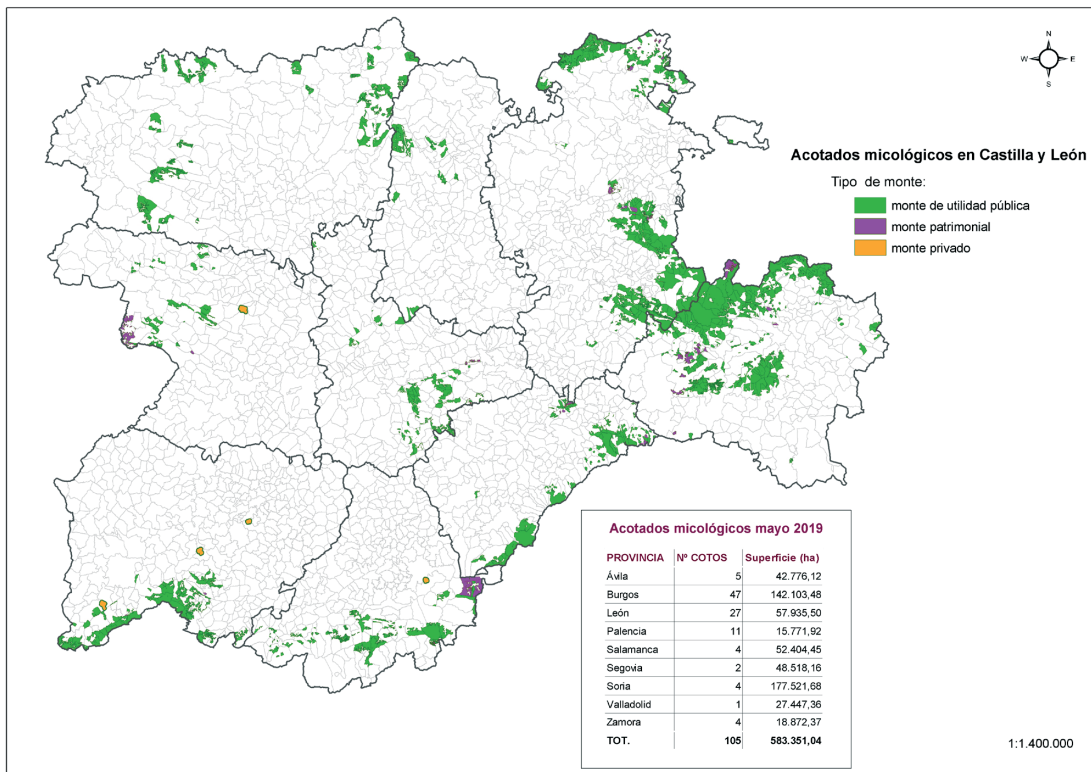 N
W E
S
Acotados micológicos en Castilla y León
Tipo de monte:
monte de utilidad pública
monte patrimonial
monte privado
Acotados micológicos mayo 2019
PROVINCIA Nº COTOS Superficie (ha)
Ávila 5 42.776,12
Burgos 47 142.103,48
León 27 57.935,50
Palencia 11 15.771,92
Salamanca 4 52.404,45
Segovia 2 48.518,16
Soria 4 177.521,68
Valladolid 1 27.447,36
Zamora 4 18.872,37
TOT. 105 583.351,04
1:1.400.000